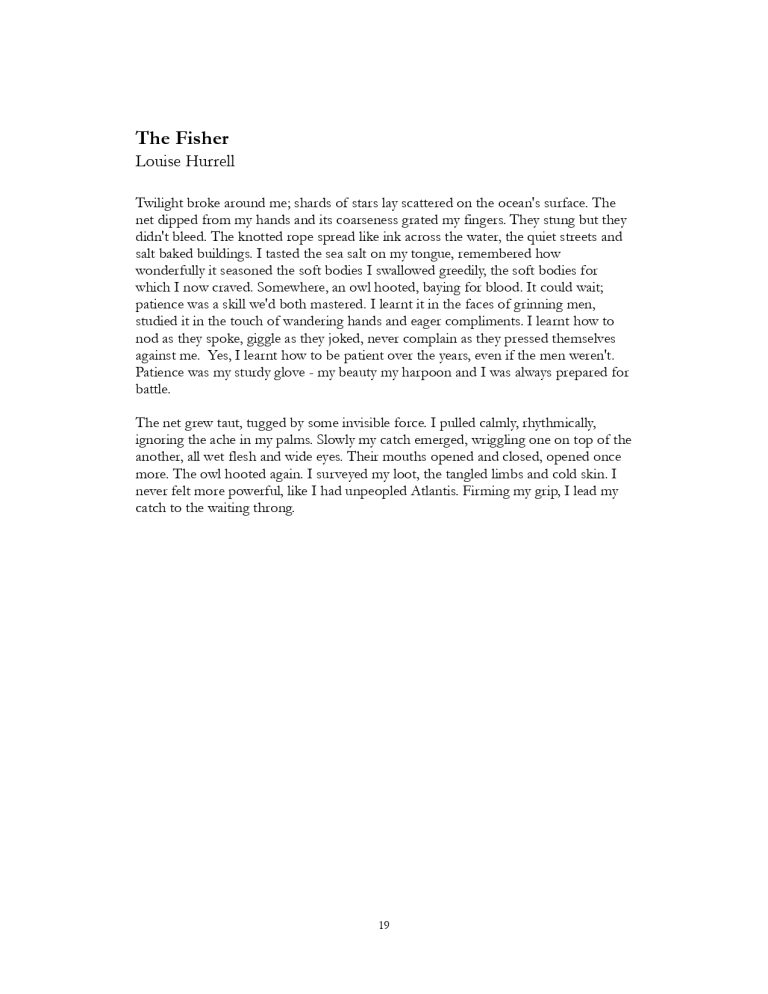 The Fisher
Louise Hurrell
Twilight broke around me; shards of stars lay scattered on the ocean's surface. The
net dipped from my hands and its coarseness grated my fingers. They stung but they
didn't bleed. The knotted rope spread like ink across the water, the quiet streets and
salt baked buildings. I tasted the sea salt on my tongue, remembered how
wonderfully it seasoned the soft bodies I swallowed greedily, the soft bodies for
which I now craved. Somewhere, an owl hooted, baying for blood. It could wait;
patience was a skill we'd both mastered. I learnt it in the faces of grinning men,
studied it in the touch of wandering hands and eager compliments. I learnt how to
nod as they spoke, giggle as they joked, never complain as they pressed themselves
against me.  Yes, I learnt how to be patient over the years, even if the men weren't.
Patience was my sturdy glove - my beauty my harpoon and I was always prepared for
battle.
The net grew taut, tugged by some invisible force. I pulled calmly, rhythmically,
ignoring the ache in my palms. Slowly my catch emerged, wriggling one on top of the
another, all wet flesh and wide eyes. Their mouths opened and closed, opened once
more. The owl hooted again. I surveyed my loot, the tangled limbs and cold skin. I
never felt more powerful, like I had unpeopled Atlantis. Firming my grip, I lead my
catch to the waiting throng.
19